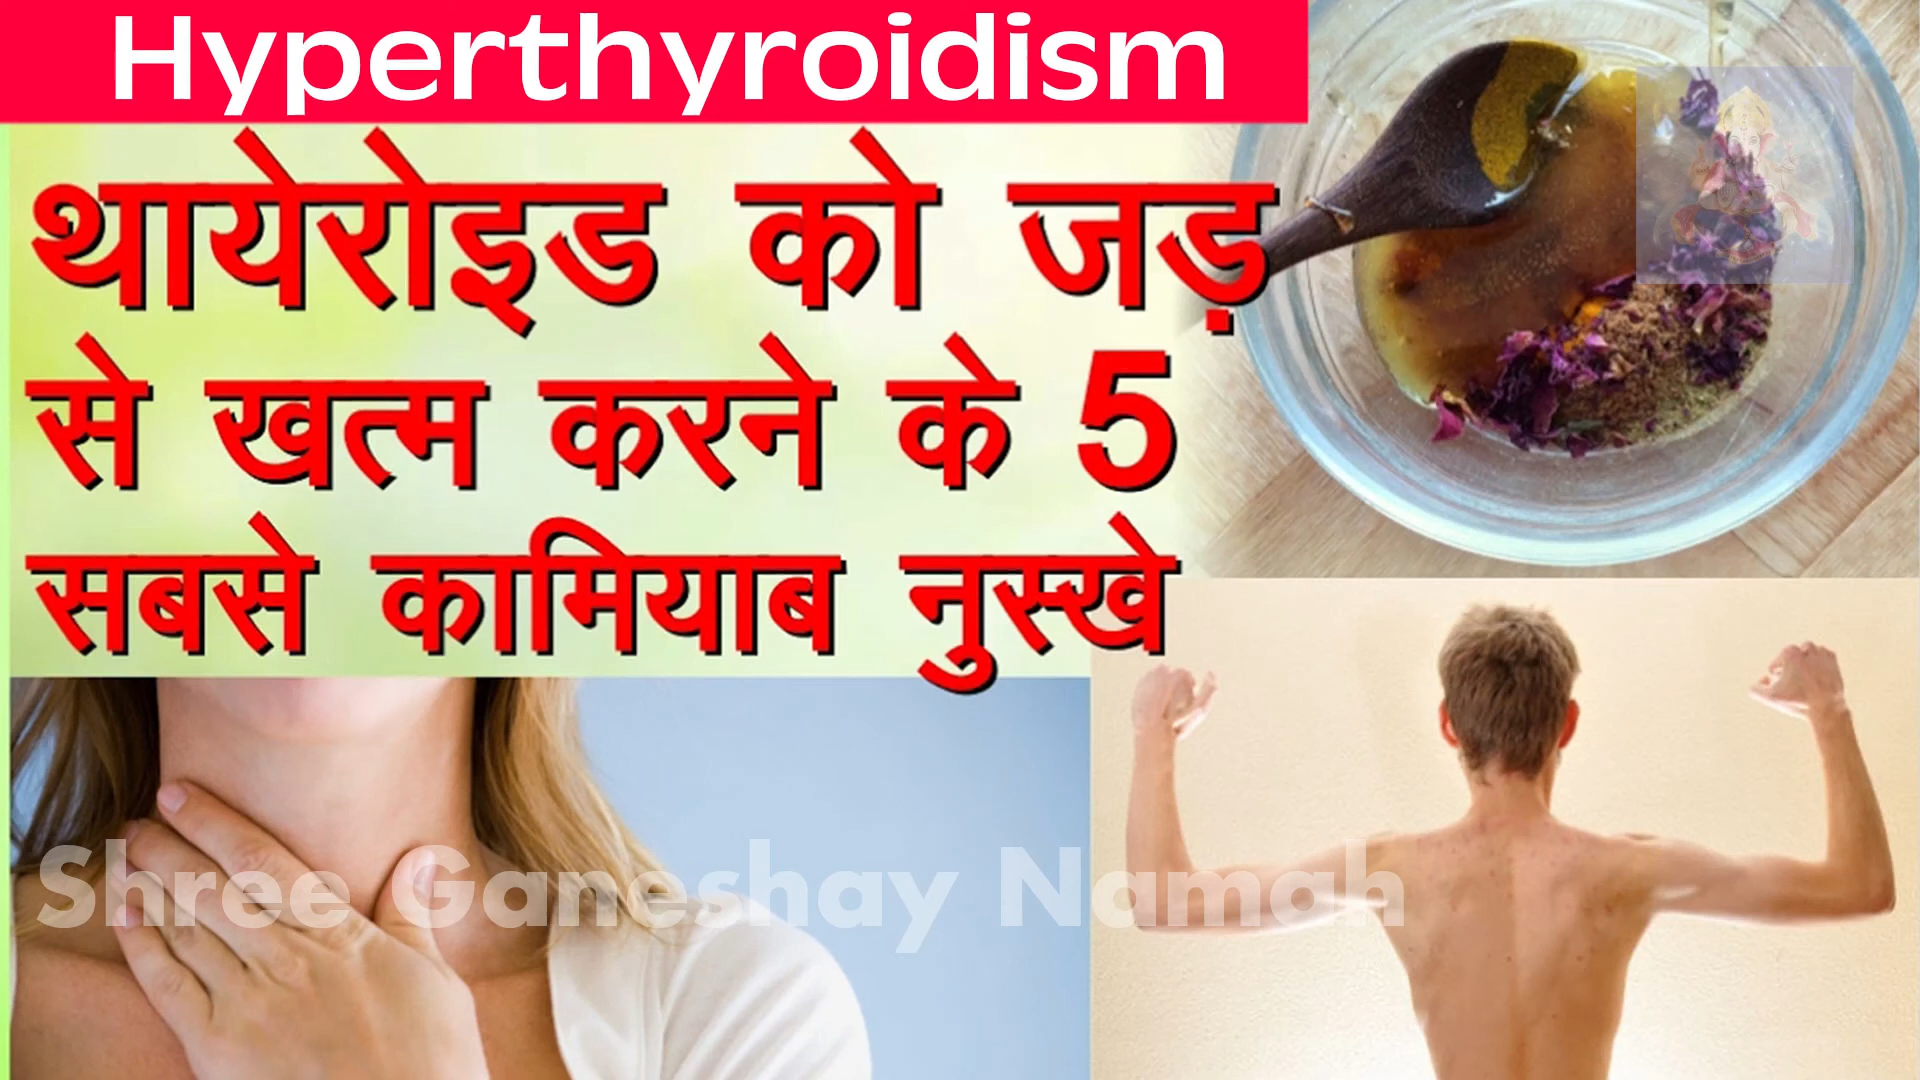 Hyperthyroidism
थायेरोइड को जड़
से खत्म करने के 5
सबसे कामियाब नुस्खे
Shree Ganeshay Namah